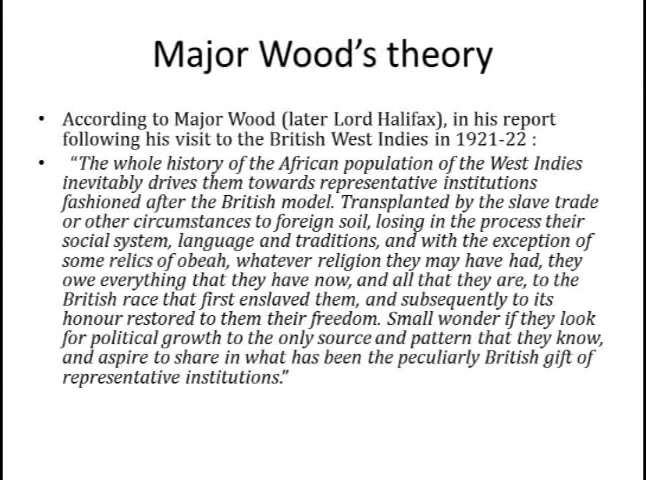 Major Wood’s theory
• According to Major Wood (later Lord Halifax), in his report
following his visit to the British West Indies in 1921-22 :
• “The whole history of the African population of the West Indies
inevitably drives them towards representative institutions
fashioned after the British model. Transplanted by the slave trade
or other circumstances to foreign soil, losing in the process their
social system, language and traditions, and with the exception of
some relics of obeah, whatever religion they may have had, they
owe everything that they have now, and all that they are, to the
British race that first enslaved them, and subsequently to its
honour restored to them their freedom. Small wonder if they look
for political growth to the only source and pattern that they know,
and aspire to share in what has been the peculiarly British gift of
representative institutions.”